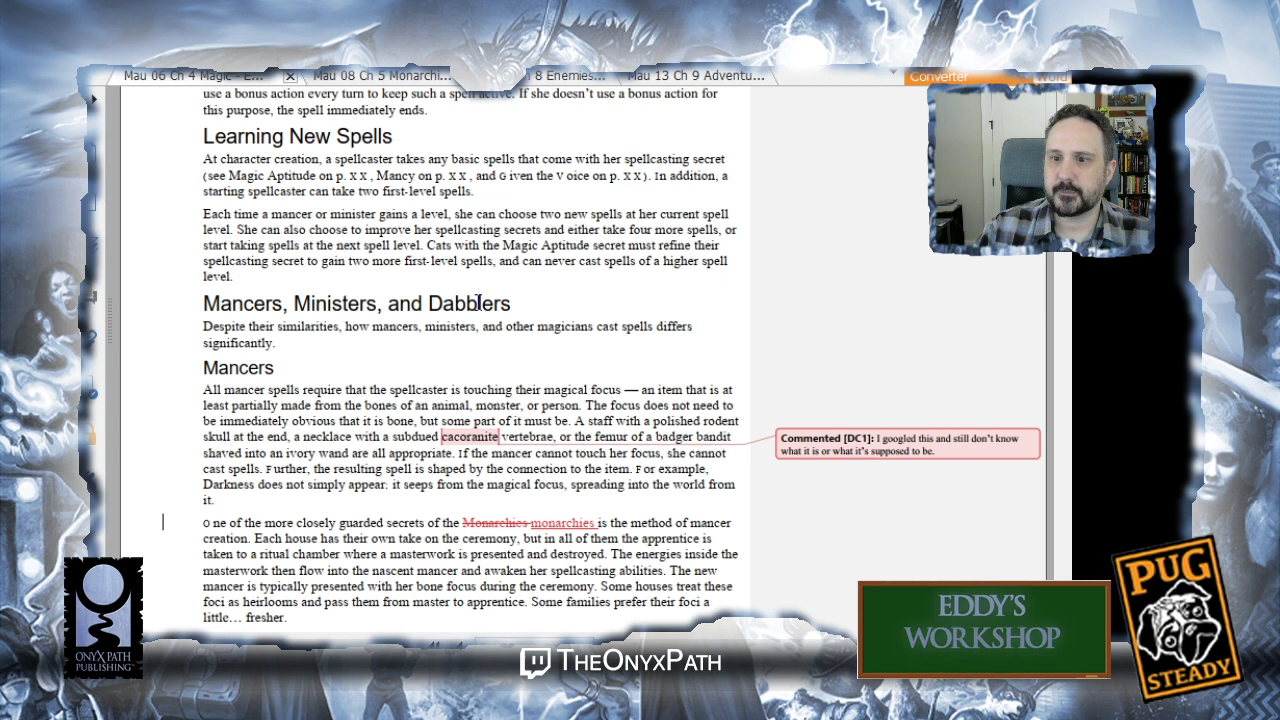 Mau 06 Ch 4 Magic - E...
Mau 08 Ch 5 Monarchi...
8 Enemies...
Mau 13 Ch 9 Adventu...
Converter
Word
use a bonus action every turn to keep such a spell active. If she doesn't use a bonus action for
this purpose, the spell immediately ends.
Learning New Spells
At character creation, a spellcaster takes any basic spells that come with her spellcasting secret
(see Magic Aptitude on p. XX, Mancy on p. XX, and Given the Voice on p. XX). In addition, a
starting spellcaster can take two first-level spells.
Each time a mancer or minister gains a level, she can choose two new spells at her current spell
level. She can also choose to improve her spellcasting secrets and either take four more spells, or
start taking spells at the next spell level. Cats with the Magic Aptitude secret must refine their
spellcasting secret to gain two more first-level spells, and can never cast spells of a higher spell
level.
Mancers, Ministers, and Dabblers
Despite their similarities, how mancers, ministers, and other magicians cast spells differs
significantly.
Mancers
All mancer spells require that the spellcaster is touching their magical focus — an item that is at
least partially made from the bones of an animal, monster, or person. The focus does not need to
be immediately obvious that it is bone, but some part of it must be. A staff with a polished rodent
skull at the end, a necklace with a subdued cacoranite vertebrae, or the femur of a badger bandit
shaved into an ivory wand are all appropriate. If the mancer cannot touch her focus, she cannot
cast spells. Further, the resulting spell is shaped by the connection to the item. For example,
Darkness does not simply appear: it seeps from the magical focus, spreading into the world from
it.
One of the more closely guarded secrets of the Monarchies monarchies is the method of mancer
creation. Each house has their own take on the ceremony, but in all of them the apprentice is
taken to a ritual chamber where a masterwork is presented and destroyed. The energies inside the
masterwork then flow into the nascent mancer and awaken her spellcasting abilities. The new
mancer is typically presented with her bone focus during the ceremony. Some houses treat these
foci as heirlooms and pass them from master to apprentice. Some families prefer their foci a
little… fresher.
Commented [DC1]: I googled this and still don't know
what it is or what it's supposed to be.
ONYX PATH
PUBLISHING
THEONYXPATH
EDDY'S
WORKSHOP
PUG
STEADY